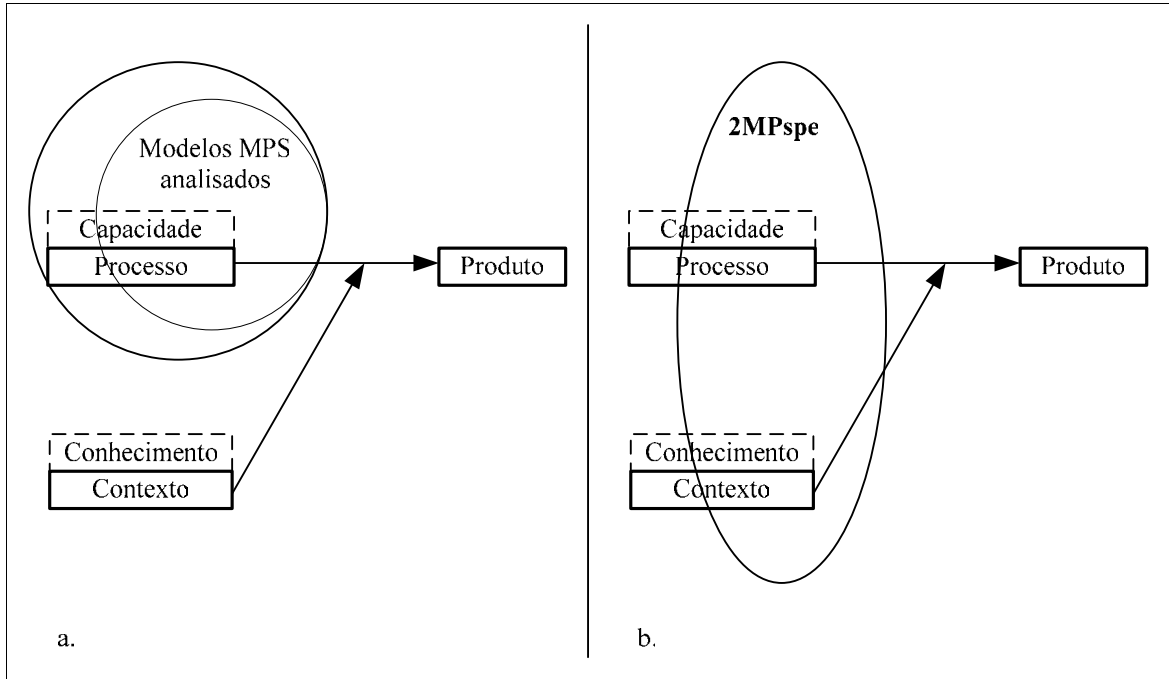 Modelos MPS
analisados
Capacidade
Processo
Produto
Conhecimento
Contexto
a.
2MPspe
Capacidade
Processo
Produto
Conhecimento
Contexto
b.